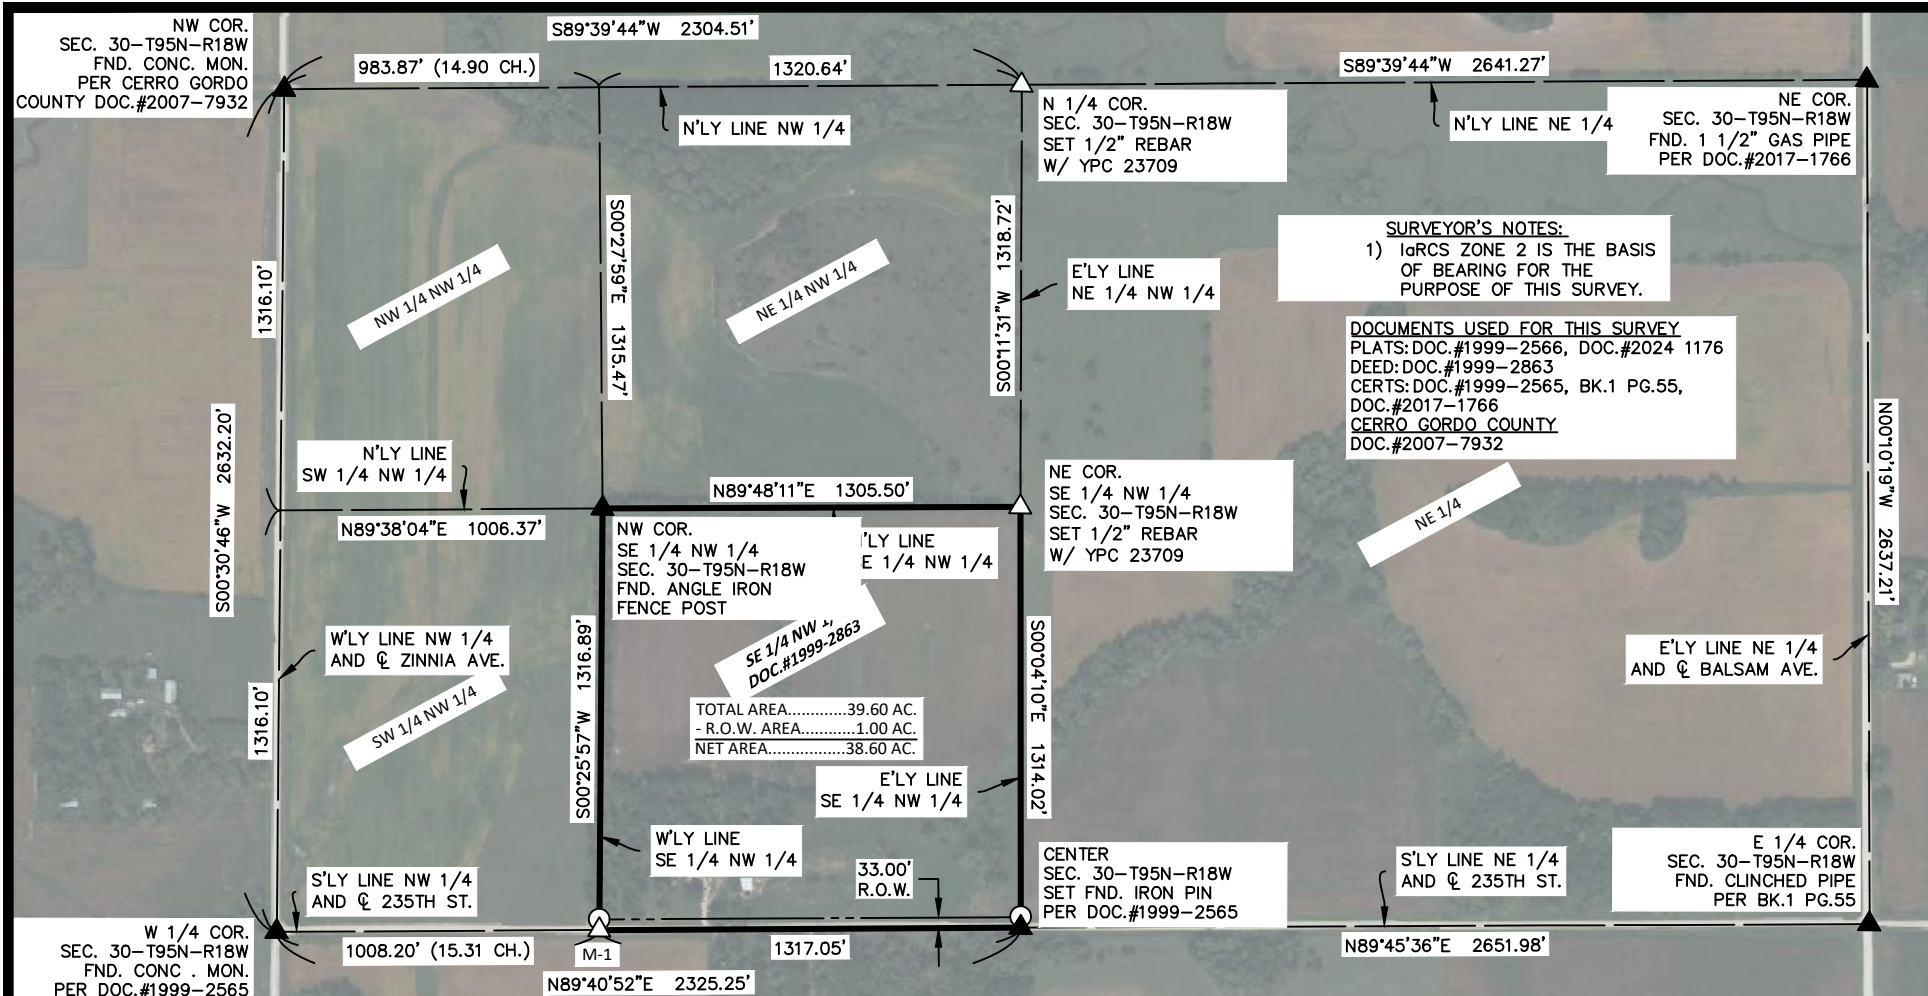 NW COR.
SEC. 30-T95N-R18W
FND. CONC. MON.
PER CERRO GORDO
COUNTY DOC.#2007-7932
S89°39'44"W 2304.51'
983.87' (14.90 CH.)
1320.64'
S89°39'44"W 2641.27'
N'LY LINE NW 1/4
N 1/4 COR.
SEC. 30-T95N-R18W
SET 1/2" REBAR
W/ YPC 23709
N'LY LINE NE 1/4
NE COR.
SEC. 30-T95N-R18W
FND. 1 1/2" GAS PIPE
PER DOC.#2017-1766
1316.10'
NW 1/4 NW 1/4
S00°27'59"E 1315.47'
NE 1/4 NW 1/4
S00°11'31"W 1318.72'
E'LY LINE
NE 1/4 NW 1/4
SURVEYOR'S NOTES:
1) IaRCS ZONE 2 IS THE BASIS
OF BEARING FOR THE
PURPOSE OF THIS SURVEY.
DOCUMENTS USED FOR THIS SURVEY
PLATS:DOC.#1999-2566, DOC.#2024 1176
DEED:DOC.#1999-2863
CERTS:DOC.#1999-2565, BK.1 PG.55,
DOC.#2017-1766
CERRO GORDO COUNTY
DOC.#2007-7932
S00°30'46"W 2632.20'
N'LY LINE
SW 1/4 NW 1/4
N89°38'04"E 1006.37'
N89°48'11"E 1305.50'
NW COR.
SE 1/4 NW 1/4
SEC. 30-T95N-R18W
FND. ANGLE IRON
FENCE POST
'LY LINE
E 1/4 NW 1/4
NE COR.
SE 1/4 NW 1/4
SEC. 30-T95N-R18W
SET 1/2" REBAR
W/ YPC 23709
NE 1/4
N00°10'19"W 2637.21'
W'LY LINE NW 1/4
AND ℄ ZINNIA AVE.
1316.10'
SW 1/4 NW 1/4
S00°25'57"W 1316.89'
SE 1/4 NW 1/
DOC.#1999-2863
TOTAL AREA.............39.60 AC.
- R.O.W. AREA............1.00 AC.
NET AREA..................38.60 AC.
S00°04'10"E 1314.02'
E'LY LINE
SE 1/4 NW 1/4
W'LY LINE
SE 1/4 NW 1/4
33.00'
R.O.W.
E'LY LINE NE 1/4
AND ℄ BALSAM AVE.
CENTER
SEC. 30-T95N-R18W
SET FND. IRON PIN
PER DOC.#1999-2565
S'LY LINE NE 1/4
AND ℄ 235TH ST.
E 1/4 COR.
SEC. 30-T95N-R18W
FND. CLINCHED PIPE
PER BK.1 PG.55
S'LY LINE NW 1/4
AND ℄ 235TH ST.
W 1/4 COR.
SEC. 30-T95N-R18W
FND. CONC . MON.
PER DOC.#1999-2565
1008.20' (15.31 CH.)
M-1
1317.05'
N89°40'52"E 2325.25'
N89°45'36"E 2651.98'